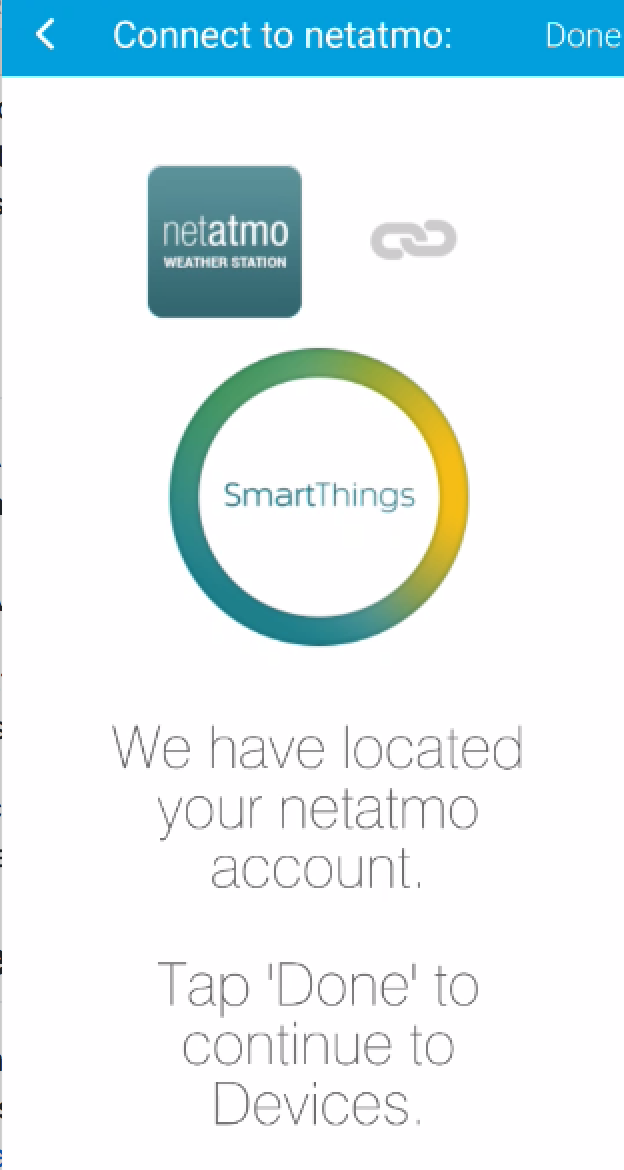 Connect to netatmo: Done
netatmo
WEATHER STATION
SmartThings
We have located
your netatmo
account.
Tap 'Done' to
continue to
Devices.